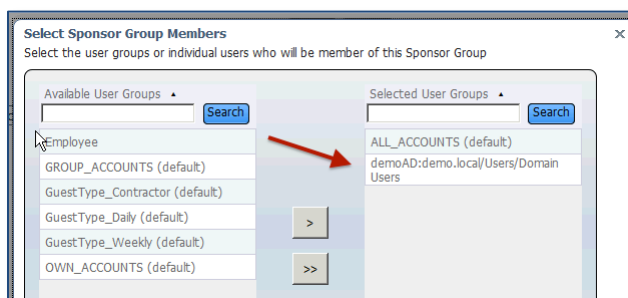 Select Sponsor Group Members
Select the user groups or individual users who will be member of this Sponsor Group
Available User Groups
Search
Employee
GROUP_ACCOUNTS (default)
GuestType_Contractor (default)
GuestType_Daily (default)
GuestType_Weekly (default)
OWN_ACCOUNTS (default)
>
>>
Selected User Groups
Search
ALL_ACCOUNTS (default)
demoAD:demo.local/Users/Domain
Users